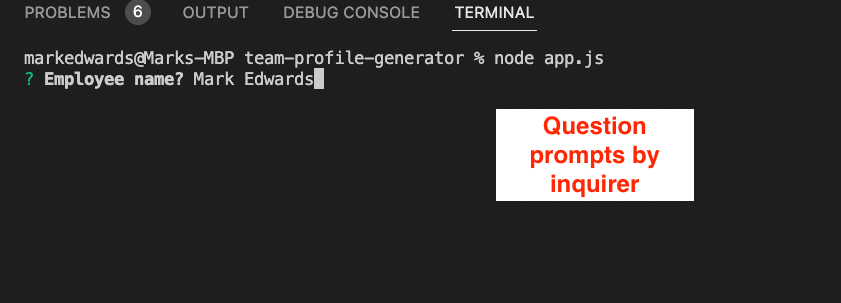 PROBLEMS 6 OUTPUT DEBUG CONSOLE TERMINAL
markedwards@Marks-MBP team-profile-generator % node app.js
? Employee name? Mark Edwards
Question
prompts by
inquirer